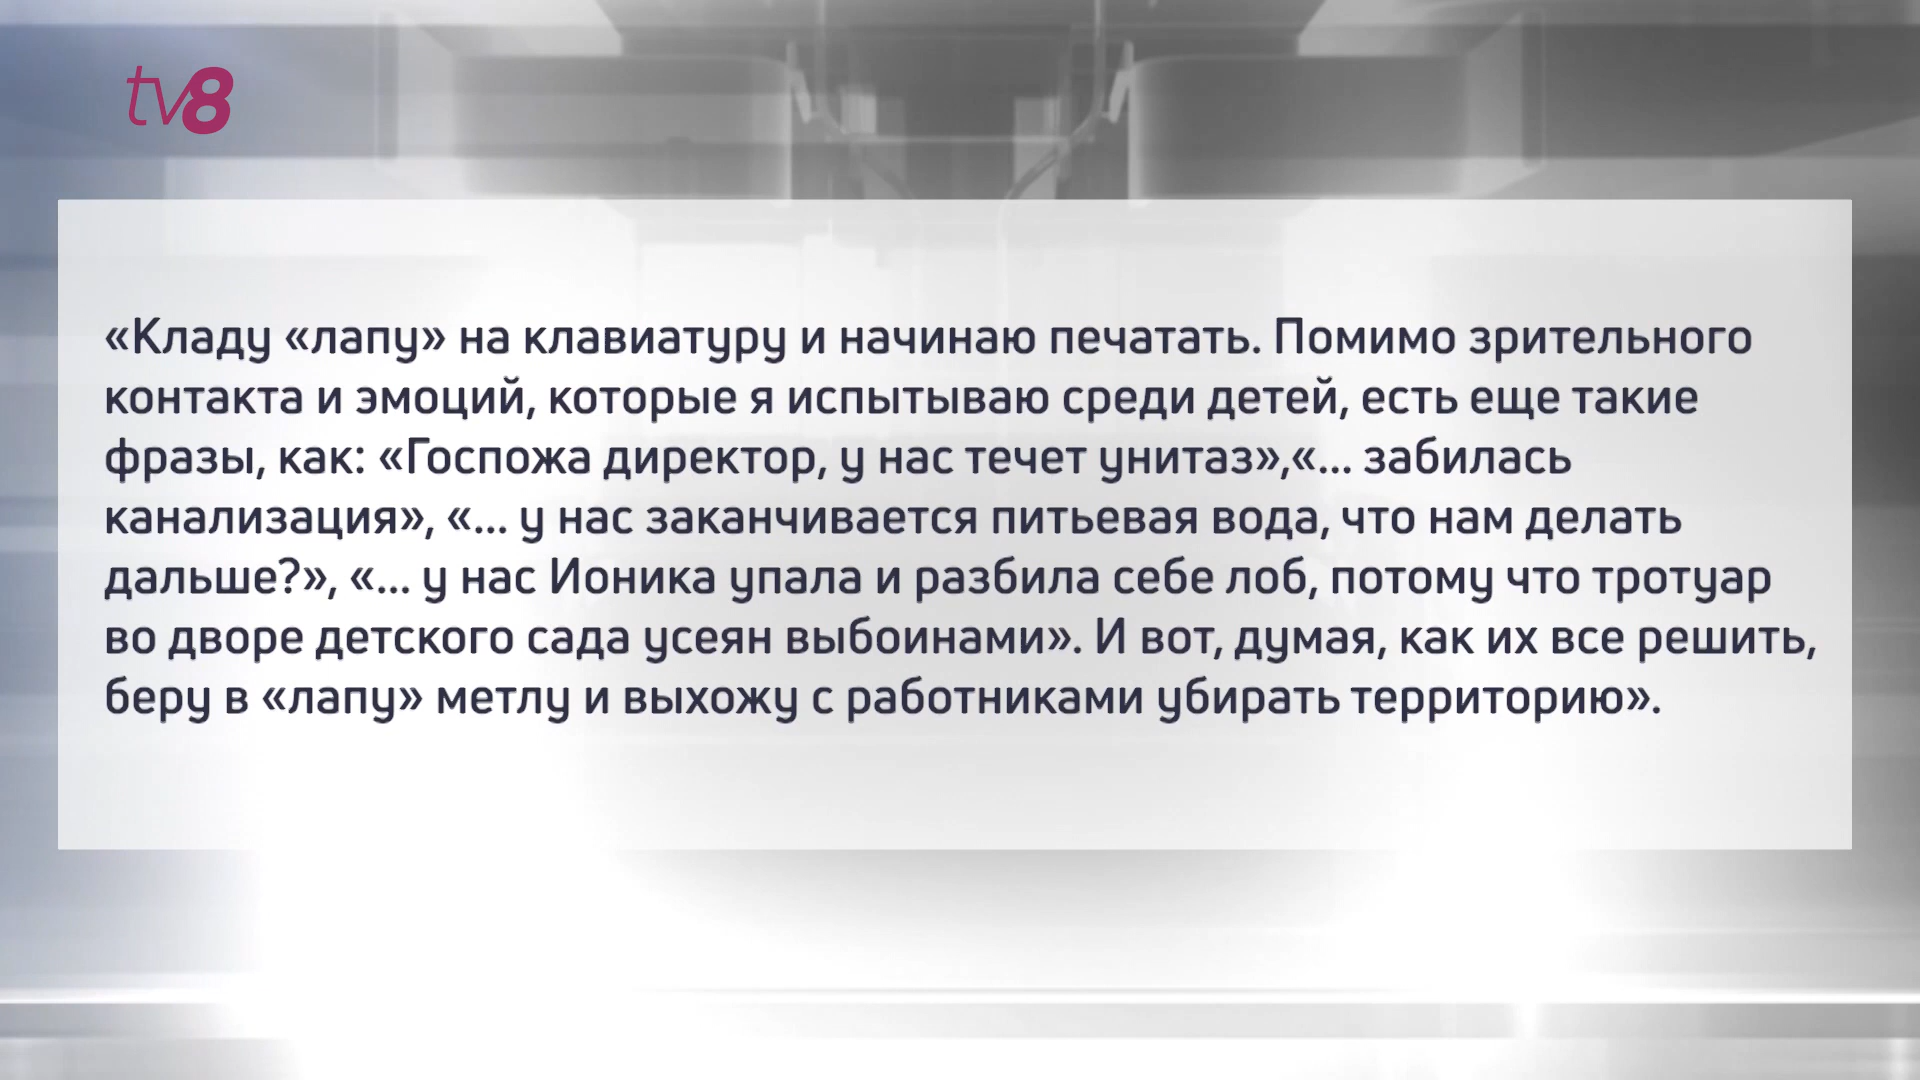 tv8
«Кладу «лапу» на клавиатуру и начинаю печатать. Помимо зрительного
контакта и эмоций, которые я испытываю среди детей, есть еще такие
фразы, как: «Госпожа директор, у нас течет унитаз»,«... забилась
канализация», «... у нас заканчивается питьевая вода, что нам делать
дальше?», «... у нас Ионика упала и разбила себе лоб, потому что тротуар
во дворе детского сада усеян выбоинами». И вот, думая, как их все решить,
беру в «лапу» метлу и выхожу с работниками убирать территорию».